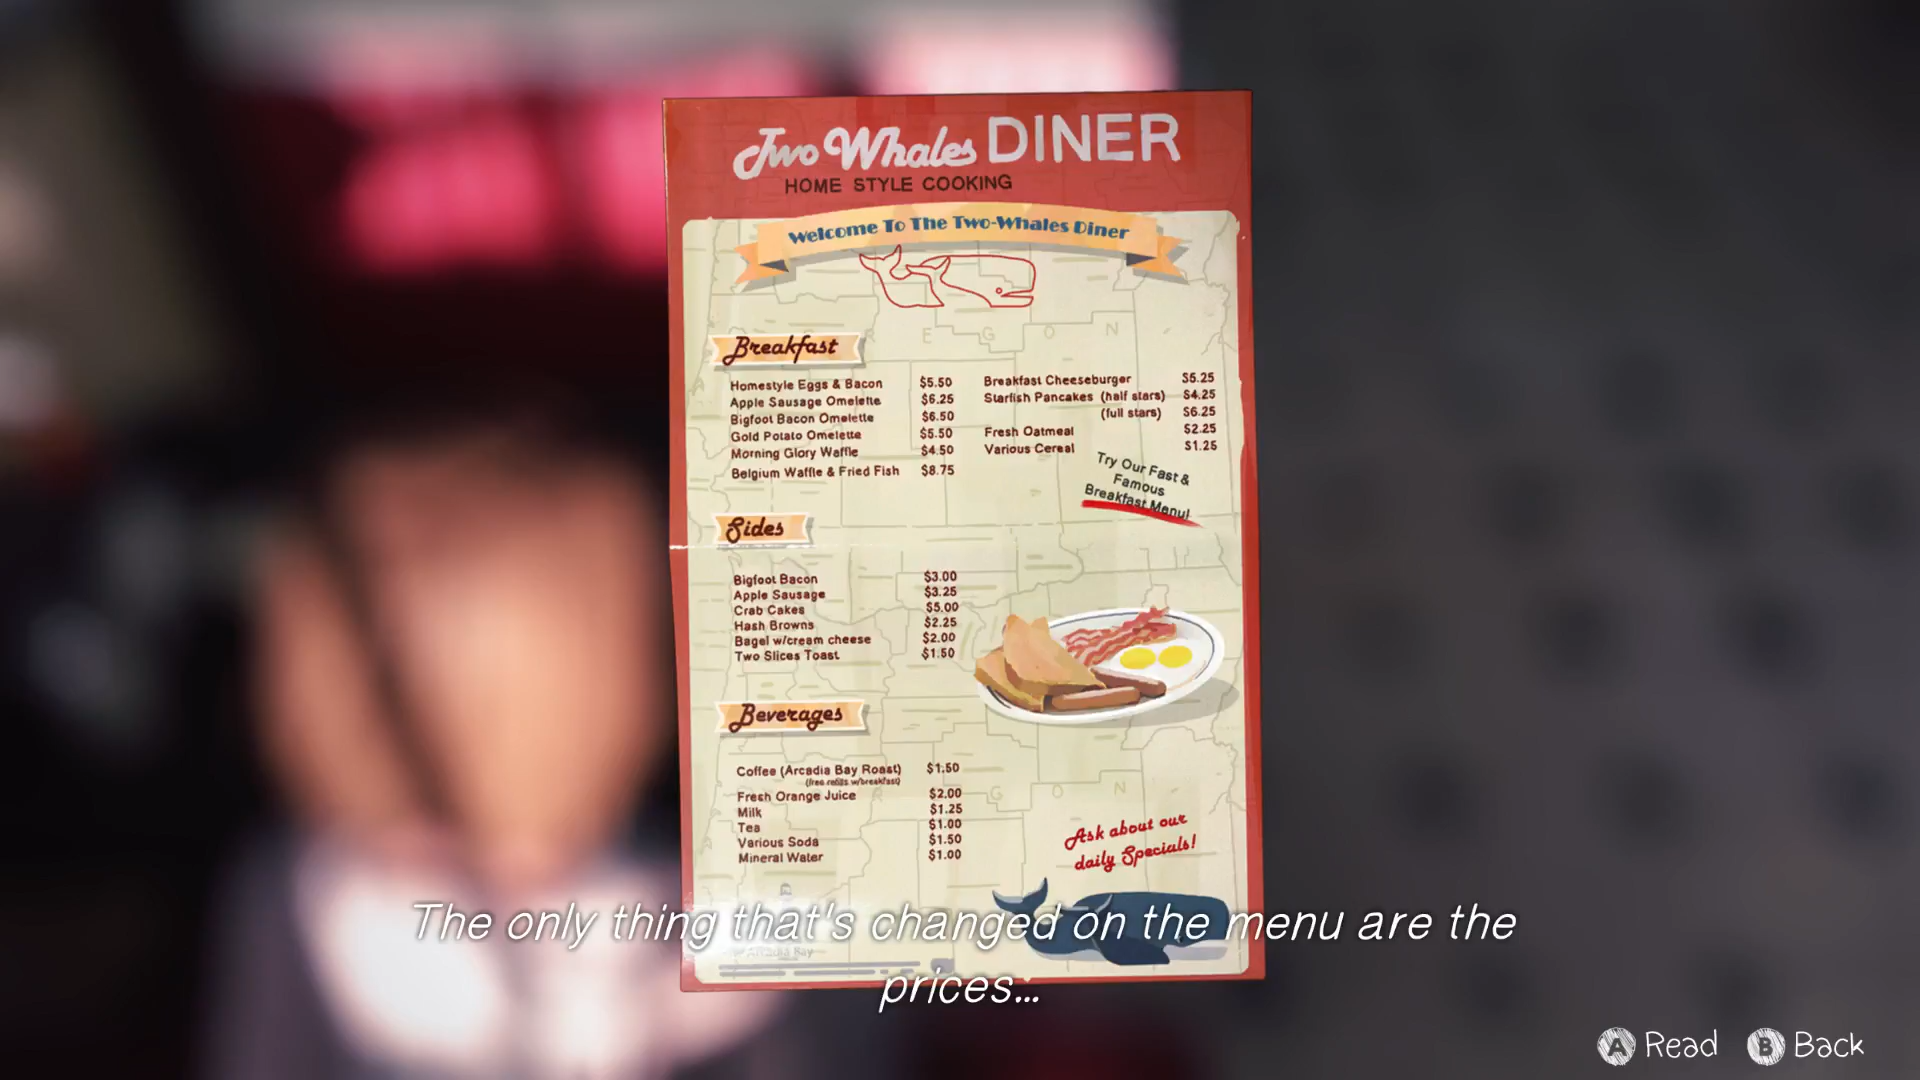 Two Whales DINER
HOME STYLE COOKING
Welcome To The Two-Whales Diner
O R E G O N
Breakfast
Homestyle Eggs & Bacon $5.50
Apple Sausage Omelette $6.25
Bigfoot Bacon Omelette $6.50
Gold Potato Omelette $5.50
Morning Glory Waffle $4.50
Belgium Waffle & Fried Fish $8.75
Breakfast Cheeseburger $5.25
Starfish Pancakes (half stars) $4.25
(full stars) $6.25
Fresh Oatmeal $2.25
Various Cereal $1.25
Try Our Fast &
Famous
Breakfast Menu!
Sides
Bigfoot Bacon $3.00
Apple Sausage $3.25
Crab Cakes $5.00
Hash Browns $2.25
Bagel w/cream cheese $2.00
Two Slices Toast $1.50
Beverages
Coffee (Arcadia Bay Roast) $1.50
(free refills w/breakfast)
Fresh Orange Juice $2.00
Milk $1.25
Tea $1.00
Various Soda $1.50
Mineral Water $1.00
R G O N
Ask about our
daily Specials!
Arcadia Bay
The only thing that's changed on the menu are the
prices...
A Read B Back